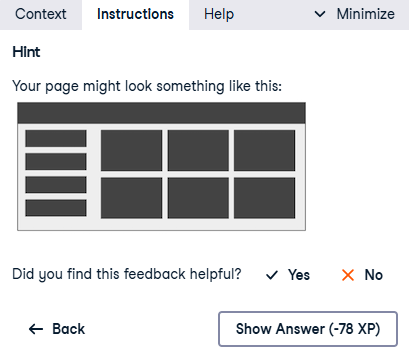 Context Instructions Help Minimize
Hint
Your page might look something like this:
Did you find this feedback helpful? Yes No
Back Show Answer (-78 XP)